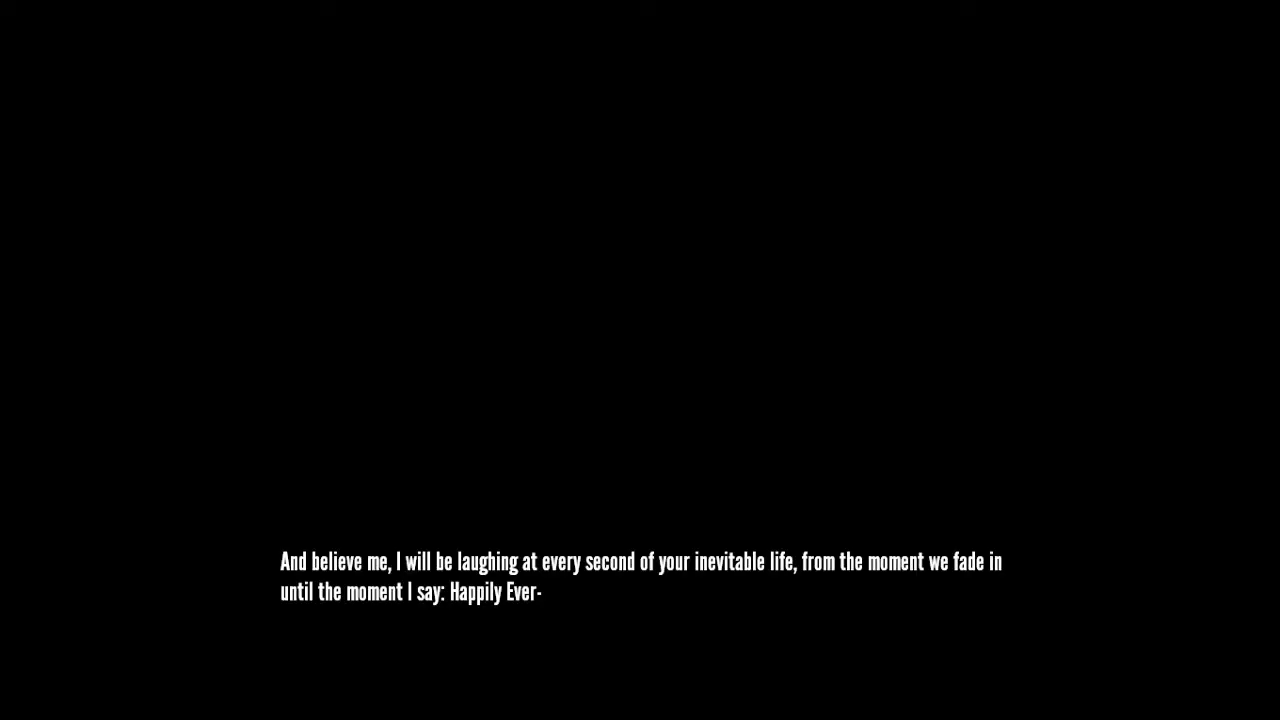 And believe me, I will be laughing at every second of your inevitable life, from the moment we fade in
until the moment I say: Happily Ever-